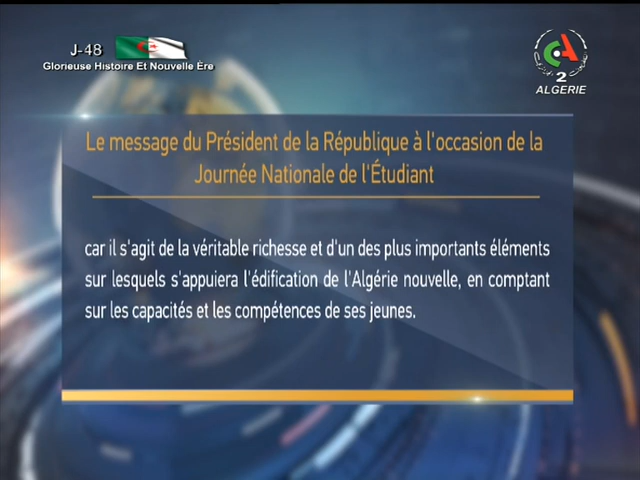 J-48
Glorieuse Histoire Et Nouvelle Ère
2
ALGERIE
Le message du Président de la République à l'occasion de la
Journée Nationale de l'Étudiant
car il s'agit de la véritable richesse et d'un des plus importants éléments
sur lesquels s'appuiera l'édification de l'Algérie nouvelle, en comptant
sur les capacités et les compétences de ses jeunes.